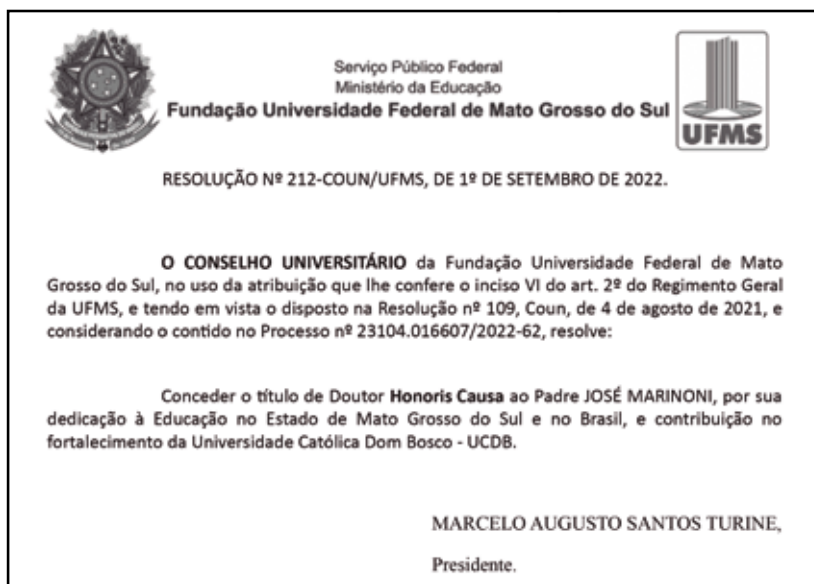 Serviço Público Federal
Ministério da Educação
Fundação Universidade Federal de Mato Grosso do Sul
UFMS
RESOLUÇÃO Nº 212-COUN/UFMS, DE 1º DE SETEMBRO DE 2022.
O CONSELHO UNIVERSITÁRIO da Fundação Universidade Federal de Mato
Grosso do Sul, no uso da atribuição que lhe confere o inciso VI do art. 2º do Regimento Geral
da UFMS, e tendo em vista o disposto na Resolução nº 109, Coun, de 4 de agosto de 2021, e
considerando o contido no Processo nº 23104.016607/2022-62, resolve:
Conceder o título de Doutor Honoris Causa ao Padre JOSÉ MARINONI, por sua
dedicação à Educação no Estado de Mato Grosso do Sul e no Brasil, e contribuição no
fortalecimento da Universidade Católica Dom Bosco - UCDB.
MARCELO AUGUSTO SANTOS TURINE,
Presidente.